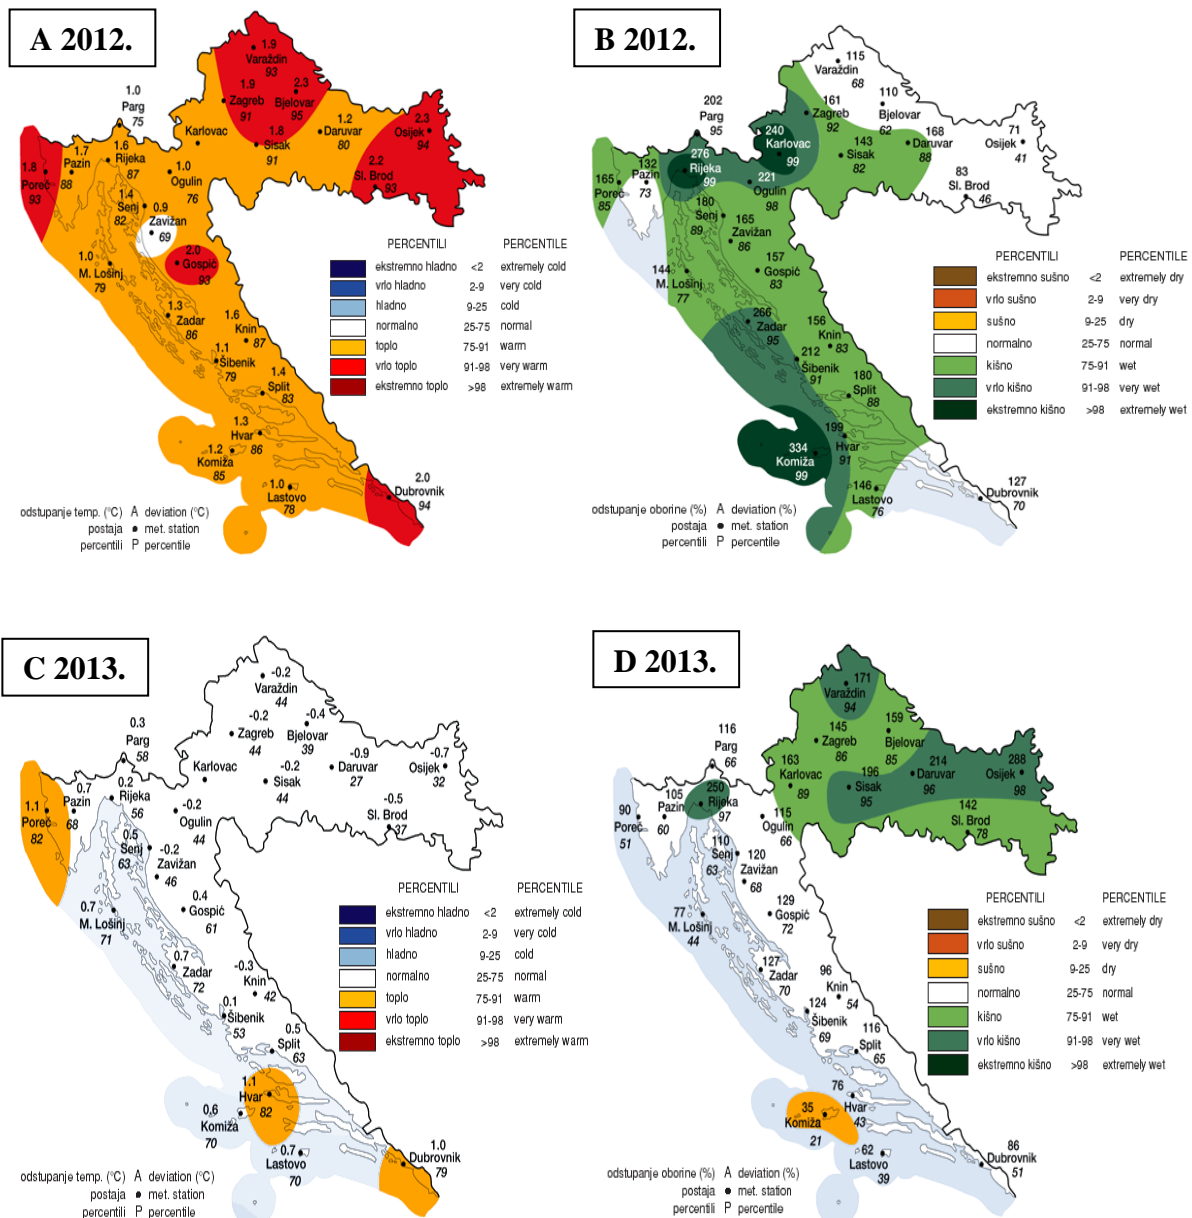 A 2012.
1.9
Varaždin
93
1.9
Zagreb
91
2.3
Bjelovar
95
1.0
Parg
75
Karlovac
1.8
Sisak
91
1.2
Daruvar
80
2.3
Osijek
94
2.2
Sl. Brod
93
1.8
Poreč
93
1.7
Pazin
88
1.6
Rijeka
87
1.0
Ogulin
76
1.4
Senj
82
0.9
Zavižan
69
2.0
Gospić
93
1.0
M. Lošinj
79
1.3
Zadar
86
1.6
Knin
87
1.1
Šibenik
79
1.4
Split
83
1.3
Hvar
86
1.2
Komiža
85
1.0
Lastovo
78
2.0
Dubrovnik
94
PERCENTILI PERCENTILE
ekstremno hladno <2 extremely cold
vrlo hladno 2-9 very cold
hladno 9-25 cold
normalno 25-75 normal
toplo 75-91 warm
vrlo toplo 91-98 very warm
ekstremno toplo >98 extremely warm
odstupanje temp. (°C) A deviation (°C)
postaja met. station
percentili P percentile
B 2012.
115
Varaždin
68
161
Zagreb
92
110
Bjelovar
62
202
Parg
95
240
Karlovac
99
143
Sisak
82
168
Daruvar
88
71
Osijek
41
83
Sl. Brod
46
165
Poreč
85
132
Pazin
73
276
Rijeka
99
221
Ogulin
98
180
Senj
89
165
Zavižan
86
157
Gospić
83
144
M. Lošinj
77
266
Zadar
95
156
Knin
83
212
Šibenik
91
180
Split
88
199
Hvar
91
334
Komiža
99
146
Lastovo
76
127
Dubrovnik
70
PERCENTILI PERCENTILE
ekstremno sušno <2 extremely dry
vrlo sušno 2-9 very dry
sušno 9-25 dry
normalno 25-75 normal
kišno 75-91 wet
vrlo kišno 91-98 very wet
ekstremno kišno >98 extremely wet
odstupanje oborine (%) A deviation (%)
postaja met. station
percentili P percentile
C 2013.
-0.2
Varaždin
44
-0.2
Zagreb
44
-0.4
Bjelovar
39
0.3
Parg
58
Karlovac
-0.2
Sisak
44
-0.9
Daruvar
27
-0.7
Osijek
32
-0.5
Sl. Brod
37
1.1
Poreč
82
0.7
Pazin
68
0.2
Rijeka
56
-0.2
Ogulin
44
0.5
Senj
63
-0.2
Zavižan
46
0.4
Gospić
61
0.7
M. Lošinj
71
0.7
Zadar
72
-0.3
Knin
42
0.1
Šibenik
53
0.5
Split
63
1.1
Hvar
82
0.6
Komiža
70
0.7
Lastovo
70
1.0
Dubrovnik
79
PERCENTILI PERCENTILE
ekstremno hladno <2 extremely cold
vrlo hladno 2-9 very cold
hladno 9-25 cold
normalno 25-75 normal
toplo 75-91 warm
vrlo toplo 91-98 very warm
ekstremno toplo >98 extremely warm
odstupanje temp. (°C) A deviation (°C)
postaja met. station
percentili P percentile
D 2013.
171
Varaždin
94
145
Zagreb
86
159
Bjelovar
85
116
Parg
66
163
Karlovac
89
196
Sisak
95
214
Daruvar
96
288
Osijek
98
142
Sl. Brod
78
90
Poreč
51
105
Pazin
60
250
Rijeka
97
115
Ogulin
66
110
Senj
63
120
Zavižan
68
129
Gospić
72
77
M. Lošinj
44
127
Zadar
70
96
Knin
54
124
Šibenik
69
116
Split
65
76
Hvar
43
35
Komiža
21
62
Lastovo
39
86
Dubrovnik
51
PERCENTILI PERCENTILE
ekstremno sušno <2 extremely dry
vrlo sušno 2-9 very dry
sušno 9-25 dry
normalno 25-75 normal
kišno 75-91 wet
vrlo kišno 91-98 very wet
ekstremno kišno >98 extremely wet
odstupanje oborine (%) A deviation (%)
postaja met. station
percentili P percentile